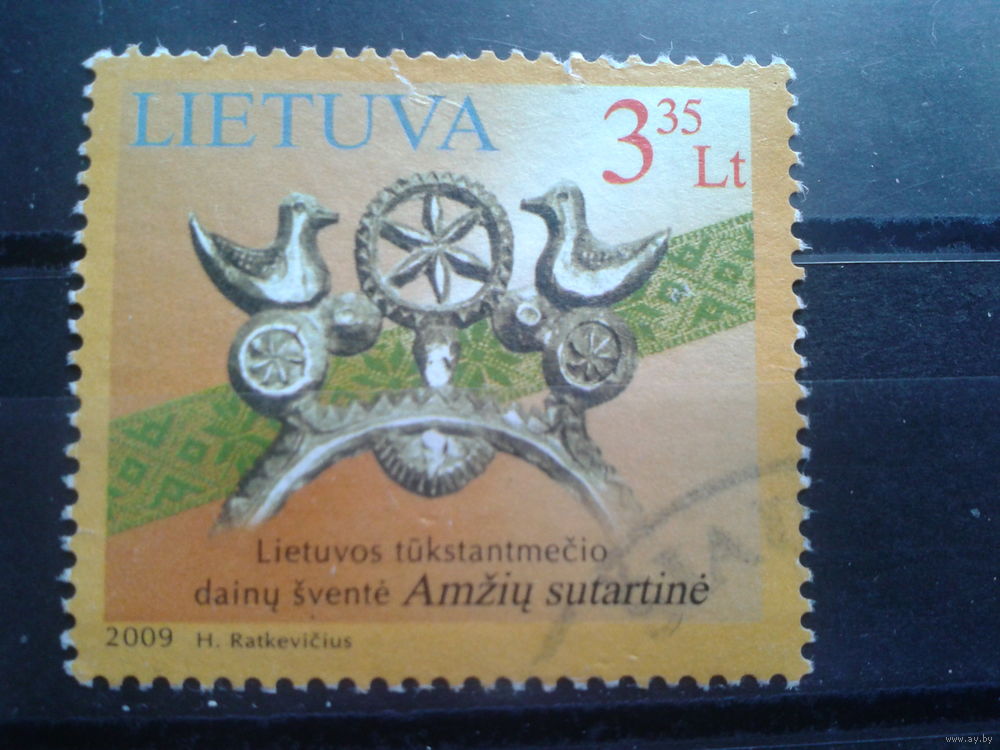 LIETUVA
3 35 Lt
Lietuvos tūkstantmečio
dainų šventė Amžių sutartinė
2009 H. Ratkevičius
www.ay.by